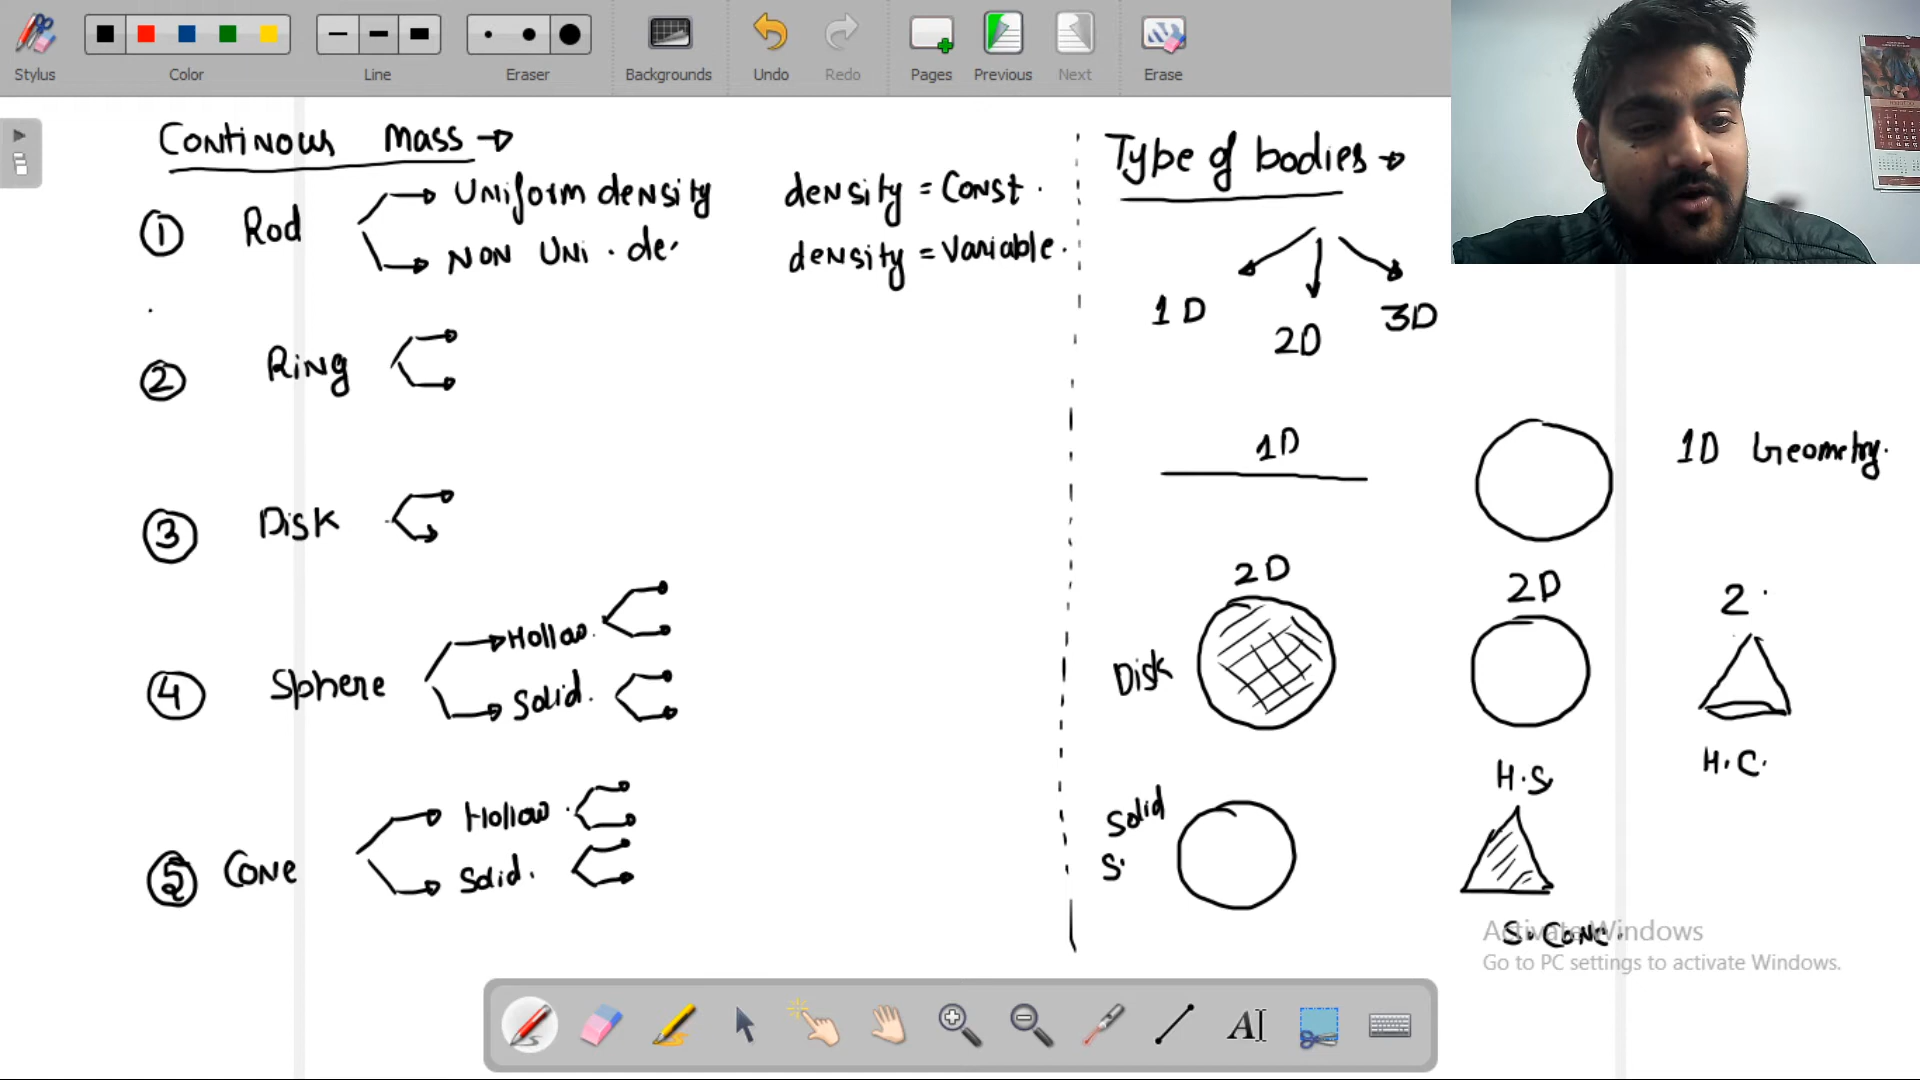 Stylus
Color
Line
Eraser
Backgrounds
Undo
Redo
Pages
Previous
Next
Erase
Continous mass →
① Rod
Uniform density density = Const.
NON Uni. de density = Variable.
② Ring
③ Disk
④ Sphere
Hollow.
Solid.
⑤ Cone
Hollow.
Solid.
Type of bodies →
1D
2D
3D
1D
1D Geometry.
2D
2D
2
Disk
H.S
H.C.
Solid
S.
S. Cone.
Activate Windows
Go to PC settings to activate Windows.
AI